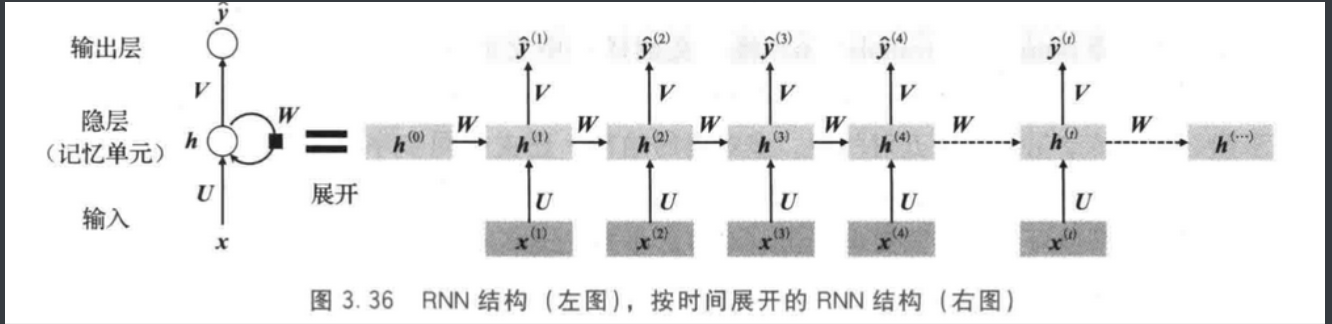 ŷ
输出层 ŷ⁽¹⁾ ŷ⁽²⁾ ŷ⁽³⁾ ŷ⁽⁴⁾ ŷ⁽ᵗ⁾
V V V V V V
隐层 W W W W W W W
(记忆单元) h h⁽⁰⁾ h⁽¹⁾ h⁽²⁾ h⁽³⁾ h⁽⁴⁾ h⁽ᵗ⁾ h⁽…⁾
U 展开 U U U U U
输入
x x⁽¹⁾ x⁽²⁾ x⁽³⁾ x⁽⁴⁾ x⁽ᵗ⁾
图 3.36 RNN 结构 (左图), 按时间展开的 RNN 结构 (右图)